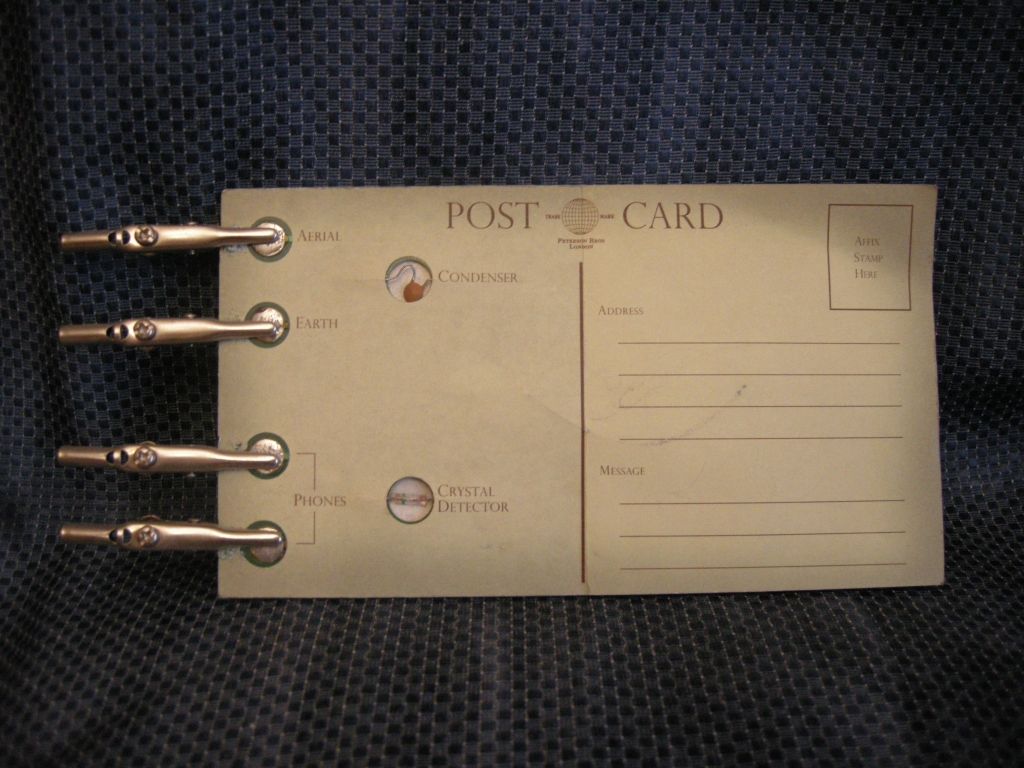 POST CARD
TRADE MARK
PETERSON BROS
LONDON
AERIAL
CONDENSER
EARTH
PHONES
CRYSTAL
DETECTOR
AFFIX
STAMP
HERE
ADDRESS
MESSAGE